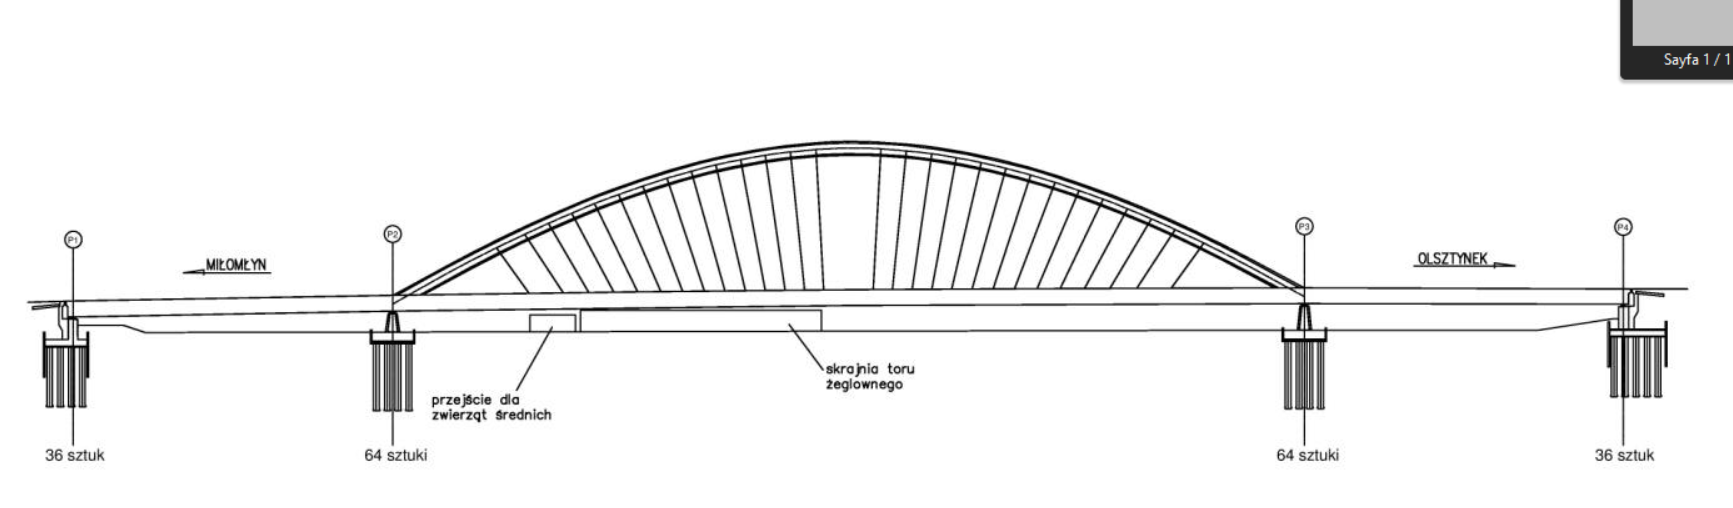 Sayfa 1 / 1
P1
P2
P3
P4
MIŁOMŁYN
OLSZTYNEK
skrajnia toru
żeglownego
przejście dla
zwierząt średnich
36 sztuk
64 sztuki
64 sztuki
36 sztuk